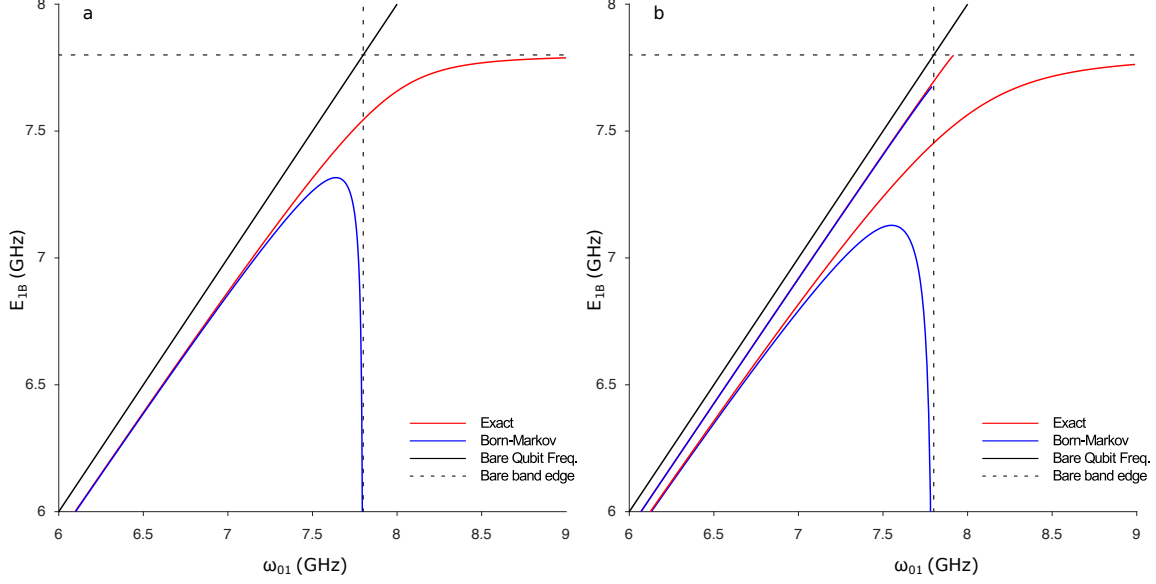 a
8
7.5
7
6.5
6
E1B (GHz)
6
6.5
7
7.5
8
8.5
9
ω01 (GHz)
Exact
Born-Markov
Bare Qubit Freq.
Bare band edge
b
8
7.5
7
6.5
6
E1B (GHz)
6
6.5
7
7.5
8
8.5
9
ω01 (GHz)
Exact
Born-Markov
Bare Qubit Freq.
Bare band edge